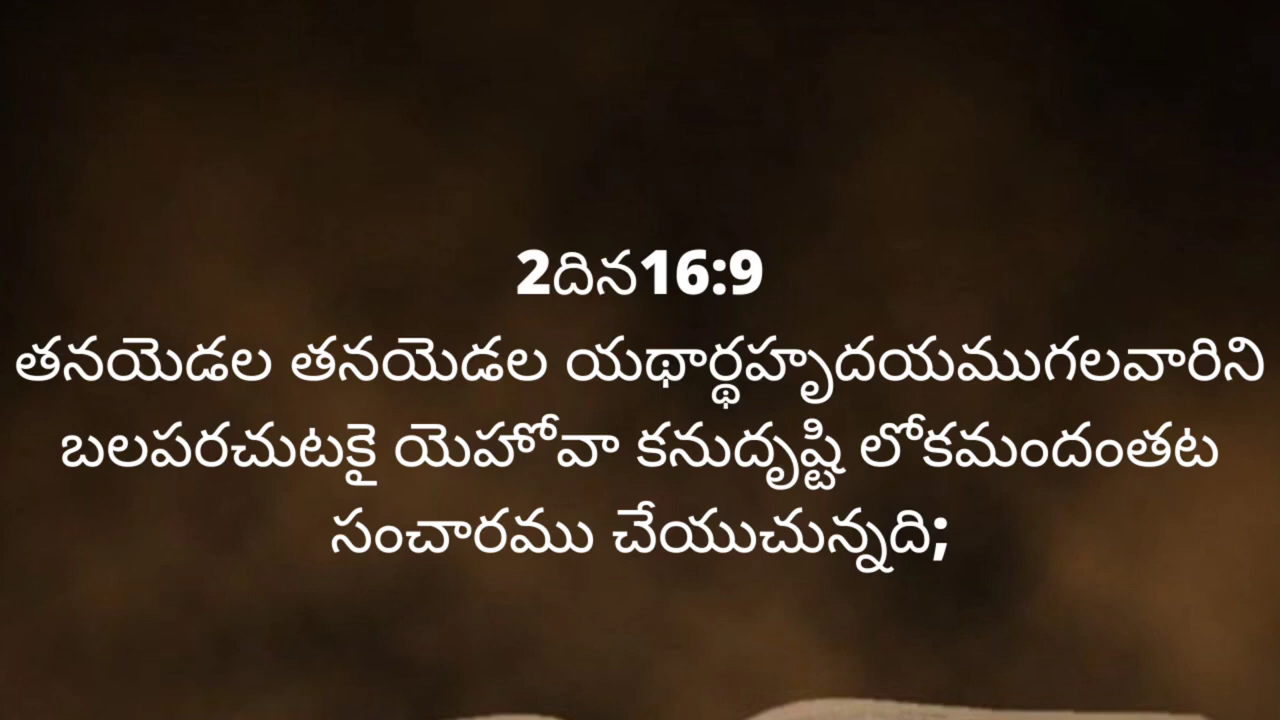 2దిన16:9
తనయెడల తనయెడల యథార్థహృదయముగలవారిని
బలపరచుటకై యెహోవా కనుదృష్టి లోకమందంతట
సంచారము చేయుచున్నది;